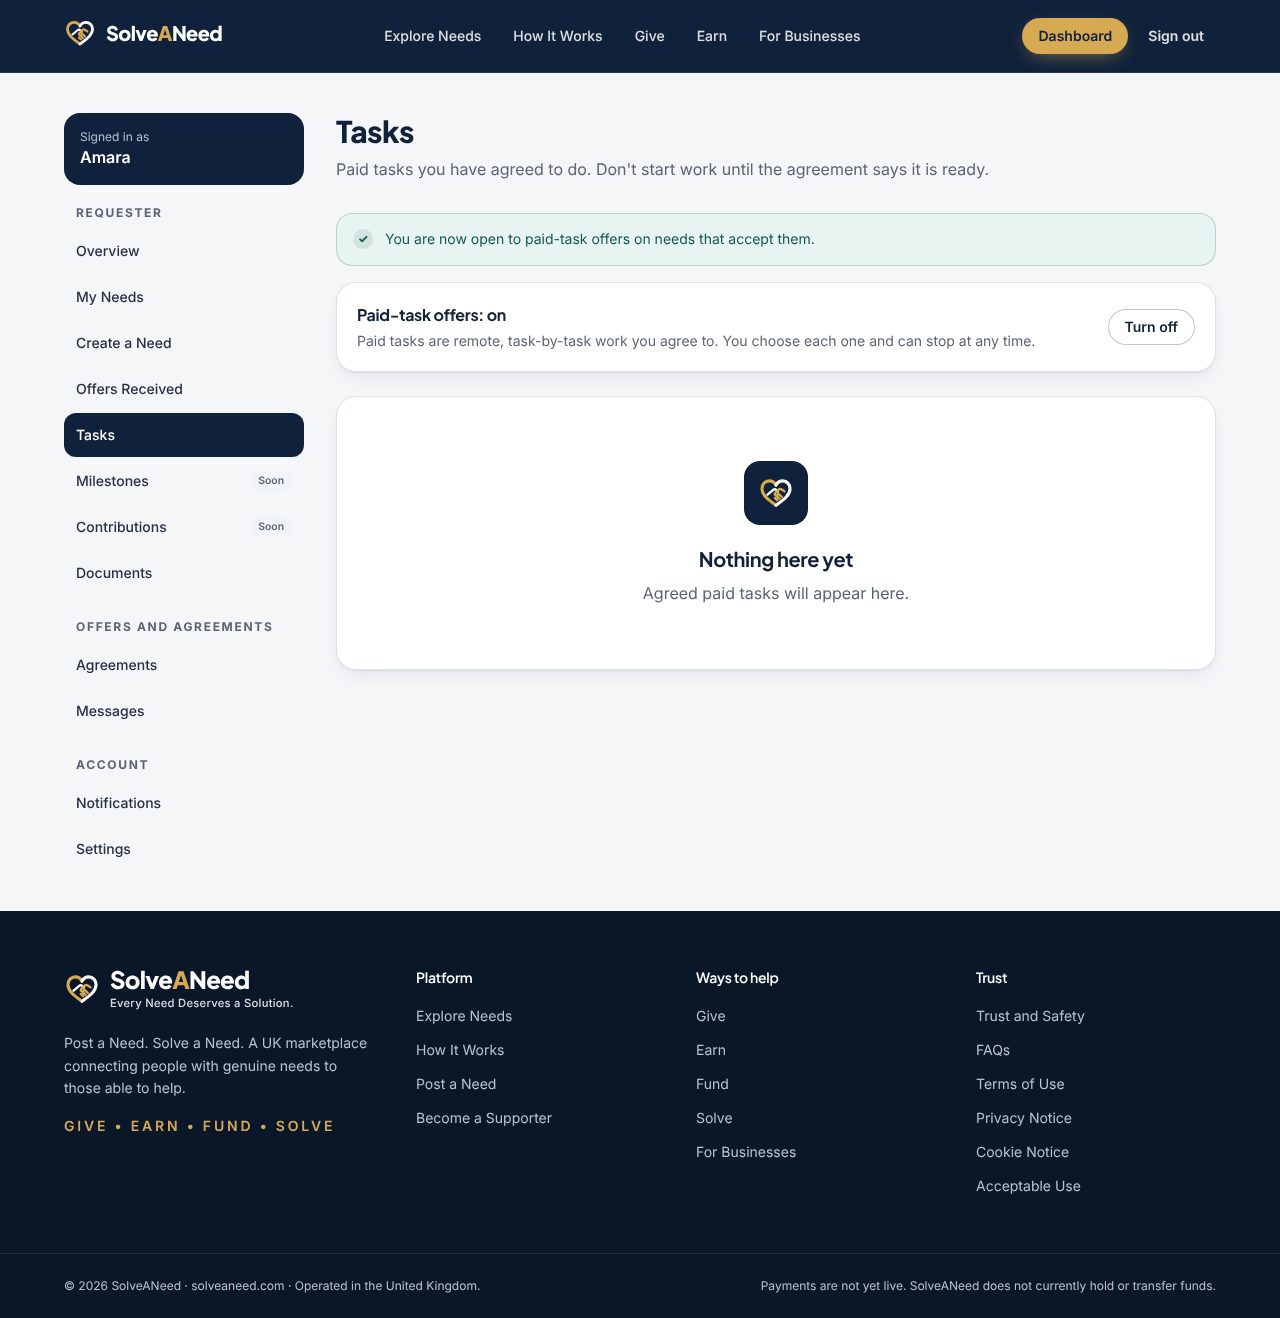 SolveANeed
Explore Needs
How It Works
Give
Earn
For Businesses
Dashboard
Sign out
Signed in as
Amara
REQUESTER
Overview
My Needs
Create a Need
Offers Received
Tasks
Milestones Soon
Contributions Soon
Documents
OFFERS AND AGREEMENTS
Agreements
Messages
ACCOUNT
Notifications
Settings
Tasks
Paid tasks you have agreed to do. Don't start work until the agreement says it is ready.
You are now open to paid-task offers on needs that accept them.
Paid-task offers: on
Paid tasks are remote, task-by-task work you agree to. You choose each one and can stop at any time.
Turn off
Nothing here yet
Agreed paid tasks will appear here.
SolveANeed
Every Need Deserves a Solution.
Post a Need. Solve a Need. A UK marketplace
connecting people with genuine needs to
those able to help.
GIVE • EARN • FUND • SOLVE
Platform
Explore Needs
How It Works
Post a Need
Become a Supporter
Ways to help
Give
Earn
Fund
Solve
For Businesses
Trust
Trust and Safety
FAQs
Terms of Use
Privacy Notice
Cookie Notice
Acceptable Use
© 2026 SolveANeed · solveaneed.com · Operated in the United Kingdom.
Payments are not yet live. SolveANeed does not currently hold or transfer funds.